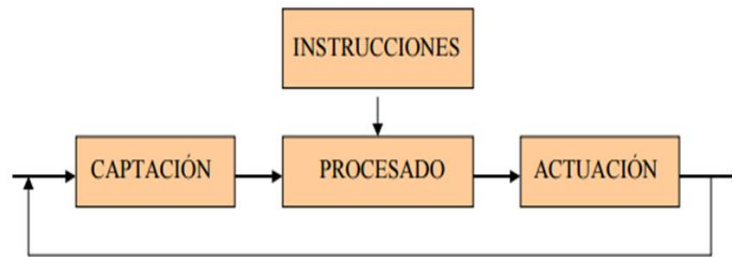 INSTRUCCIONES
CAPTACIÓN
PROCESADO
ACTUACIÓN